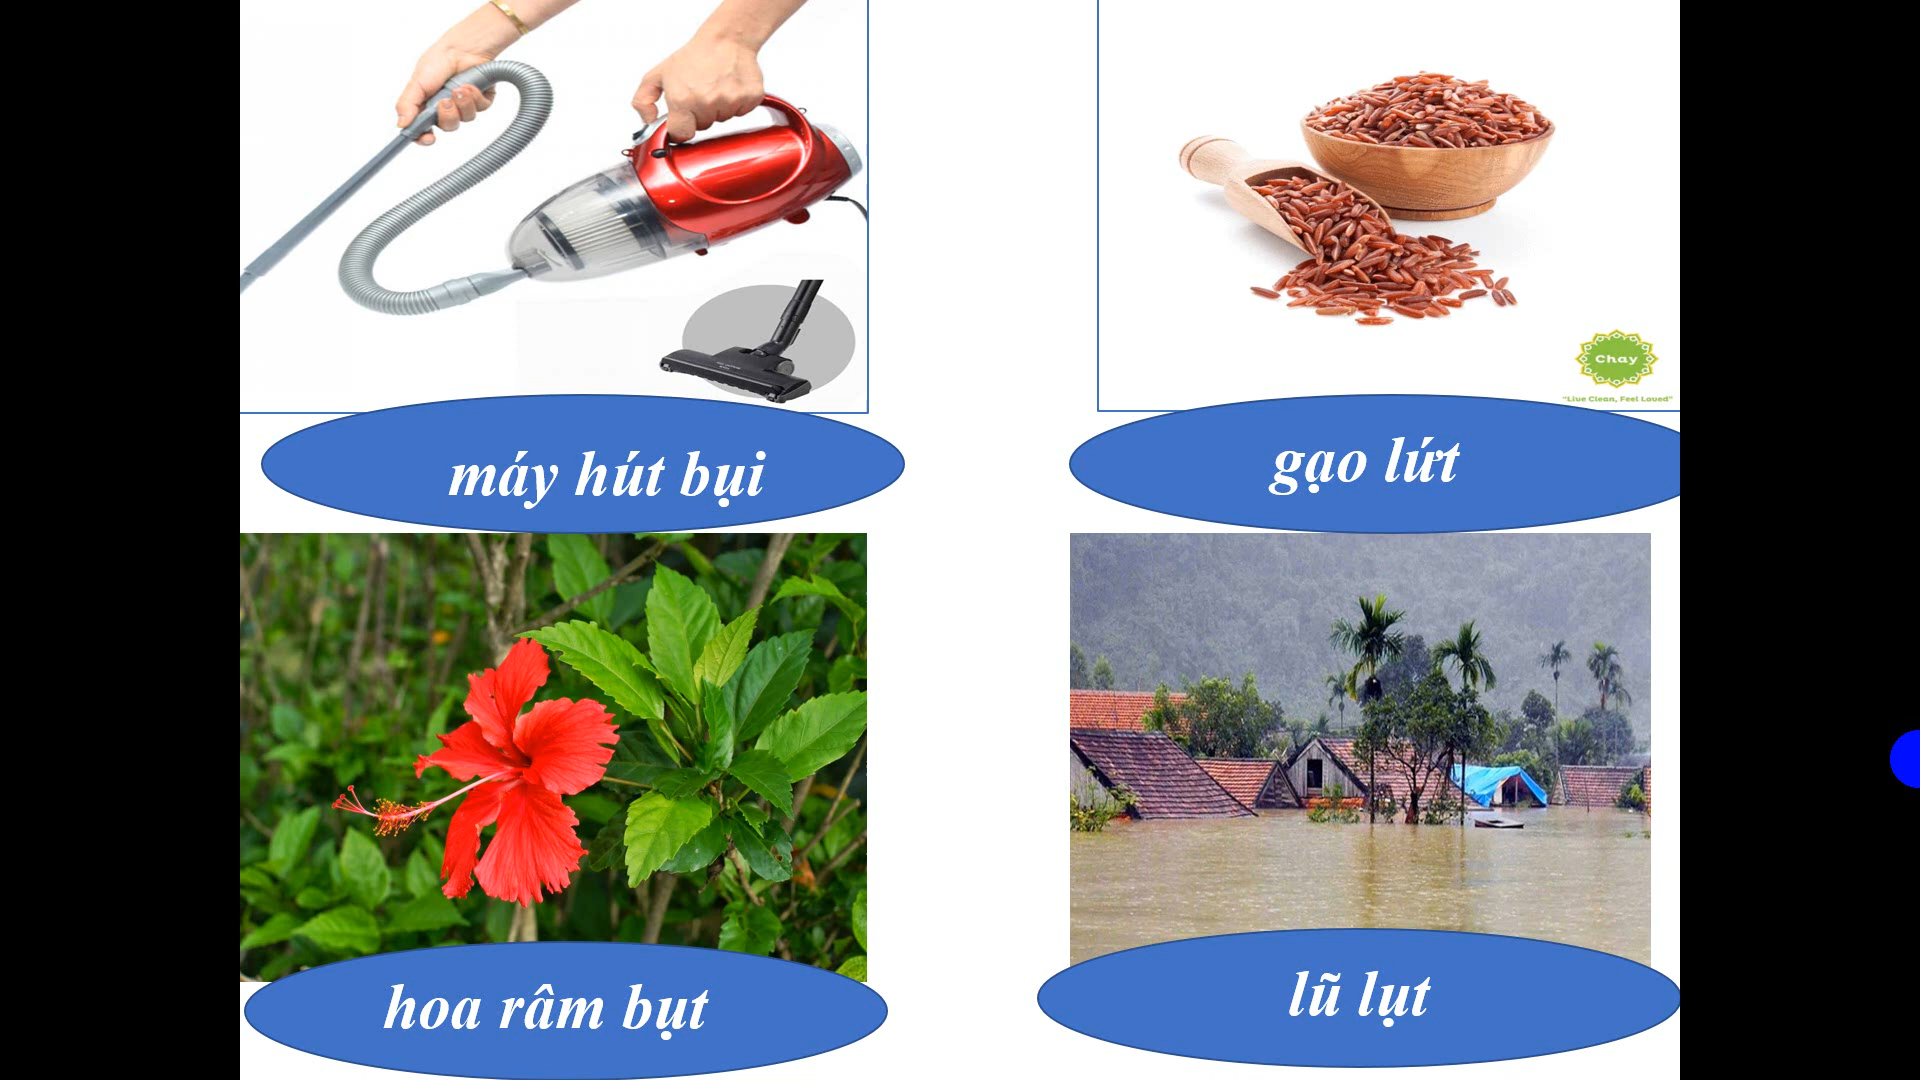 Chay
"Live Clean, Feel Loved"
máy hút bụi
gạo lứt
hoa râm bụt
lũ lụt